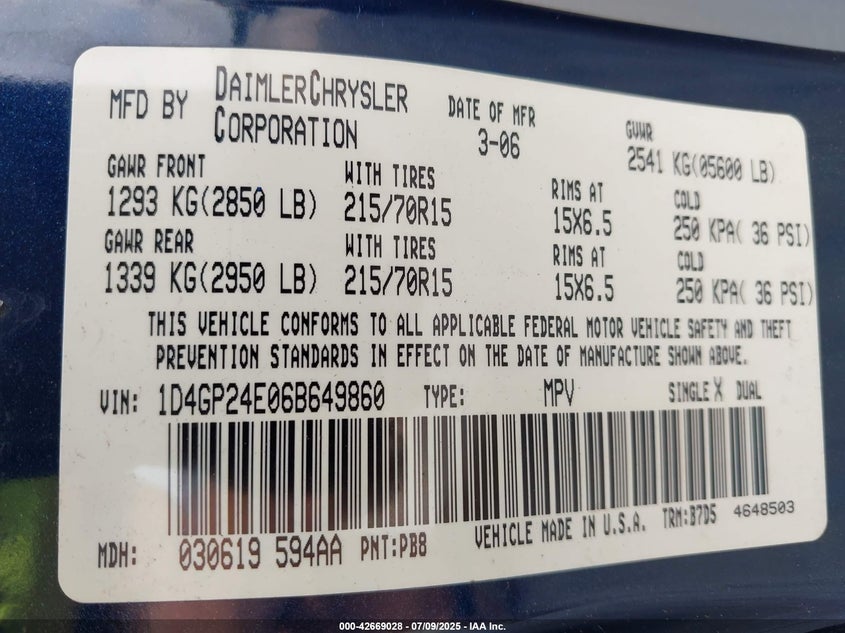 MFD BY DAIMLERCHRYSLER CORPORATION
DATE OF MFR 3-06
GVWR 2541 KG(05600 LB)
GAWR FRONT WITH TIRES RIMS AT COLD
1293 KG(2850 LB) 215/70R15 15X6.5 250 KPA( 36 PSI)
GAWR REAR WITH TIRES RIMS AT COLD
1339 KG(2950 LB) 215/70R15 15X6.5 250 KPA( 36 PSI)
THIS VEHICLE CONFORMS TO ALL APPLICABLE FEDERAL MOTOR VEHICLE SAFETY AND THEFT
PREVENTION STANDARDS IN EFFECT ON THE DATE OF MANUFACTURE SHOWN ABOVE.
VIN: 1D4GP24E06B649860 TYPE: MPV SINGLE X DUAL
MDH: 030619 594AA PNT:PB8 VEHICLE MADE IN U.S.A. TRM:B7D5 4648503
000-42669028 - 07/09/2025 - IAA Inc.